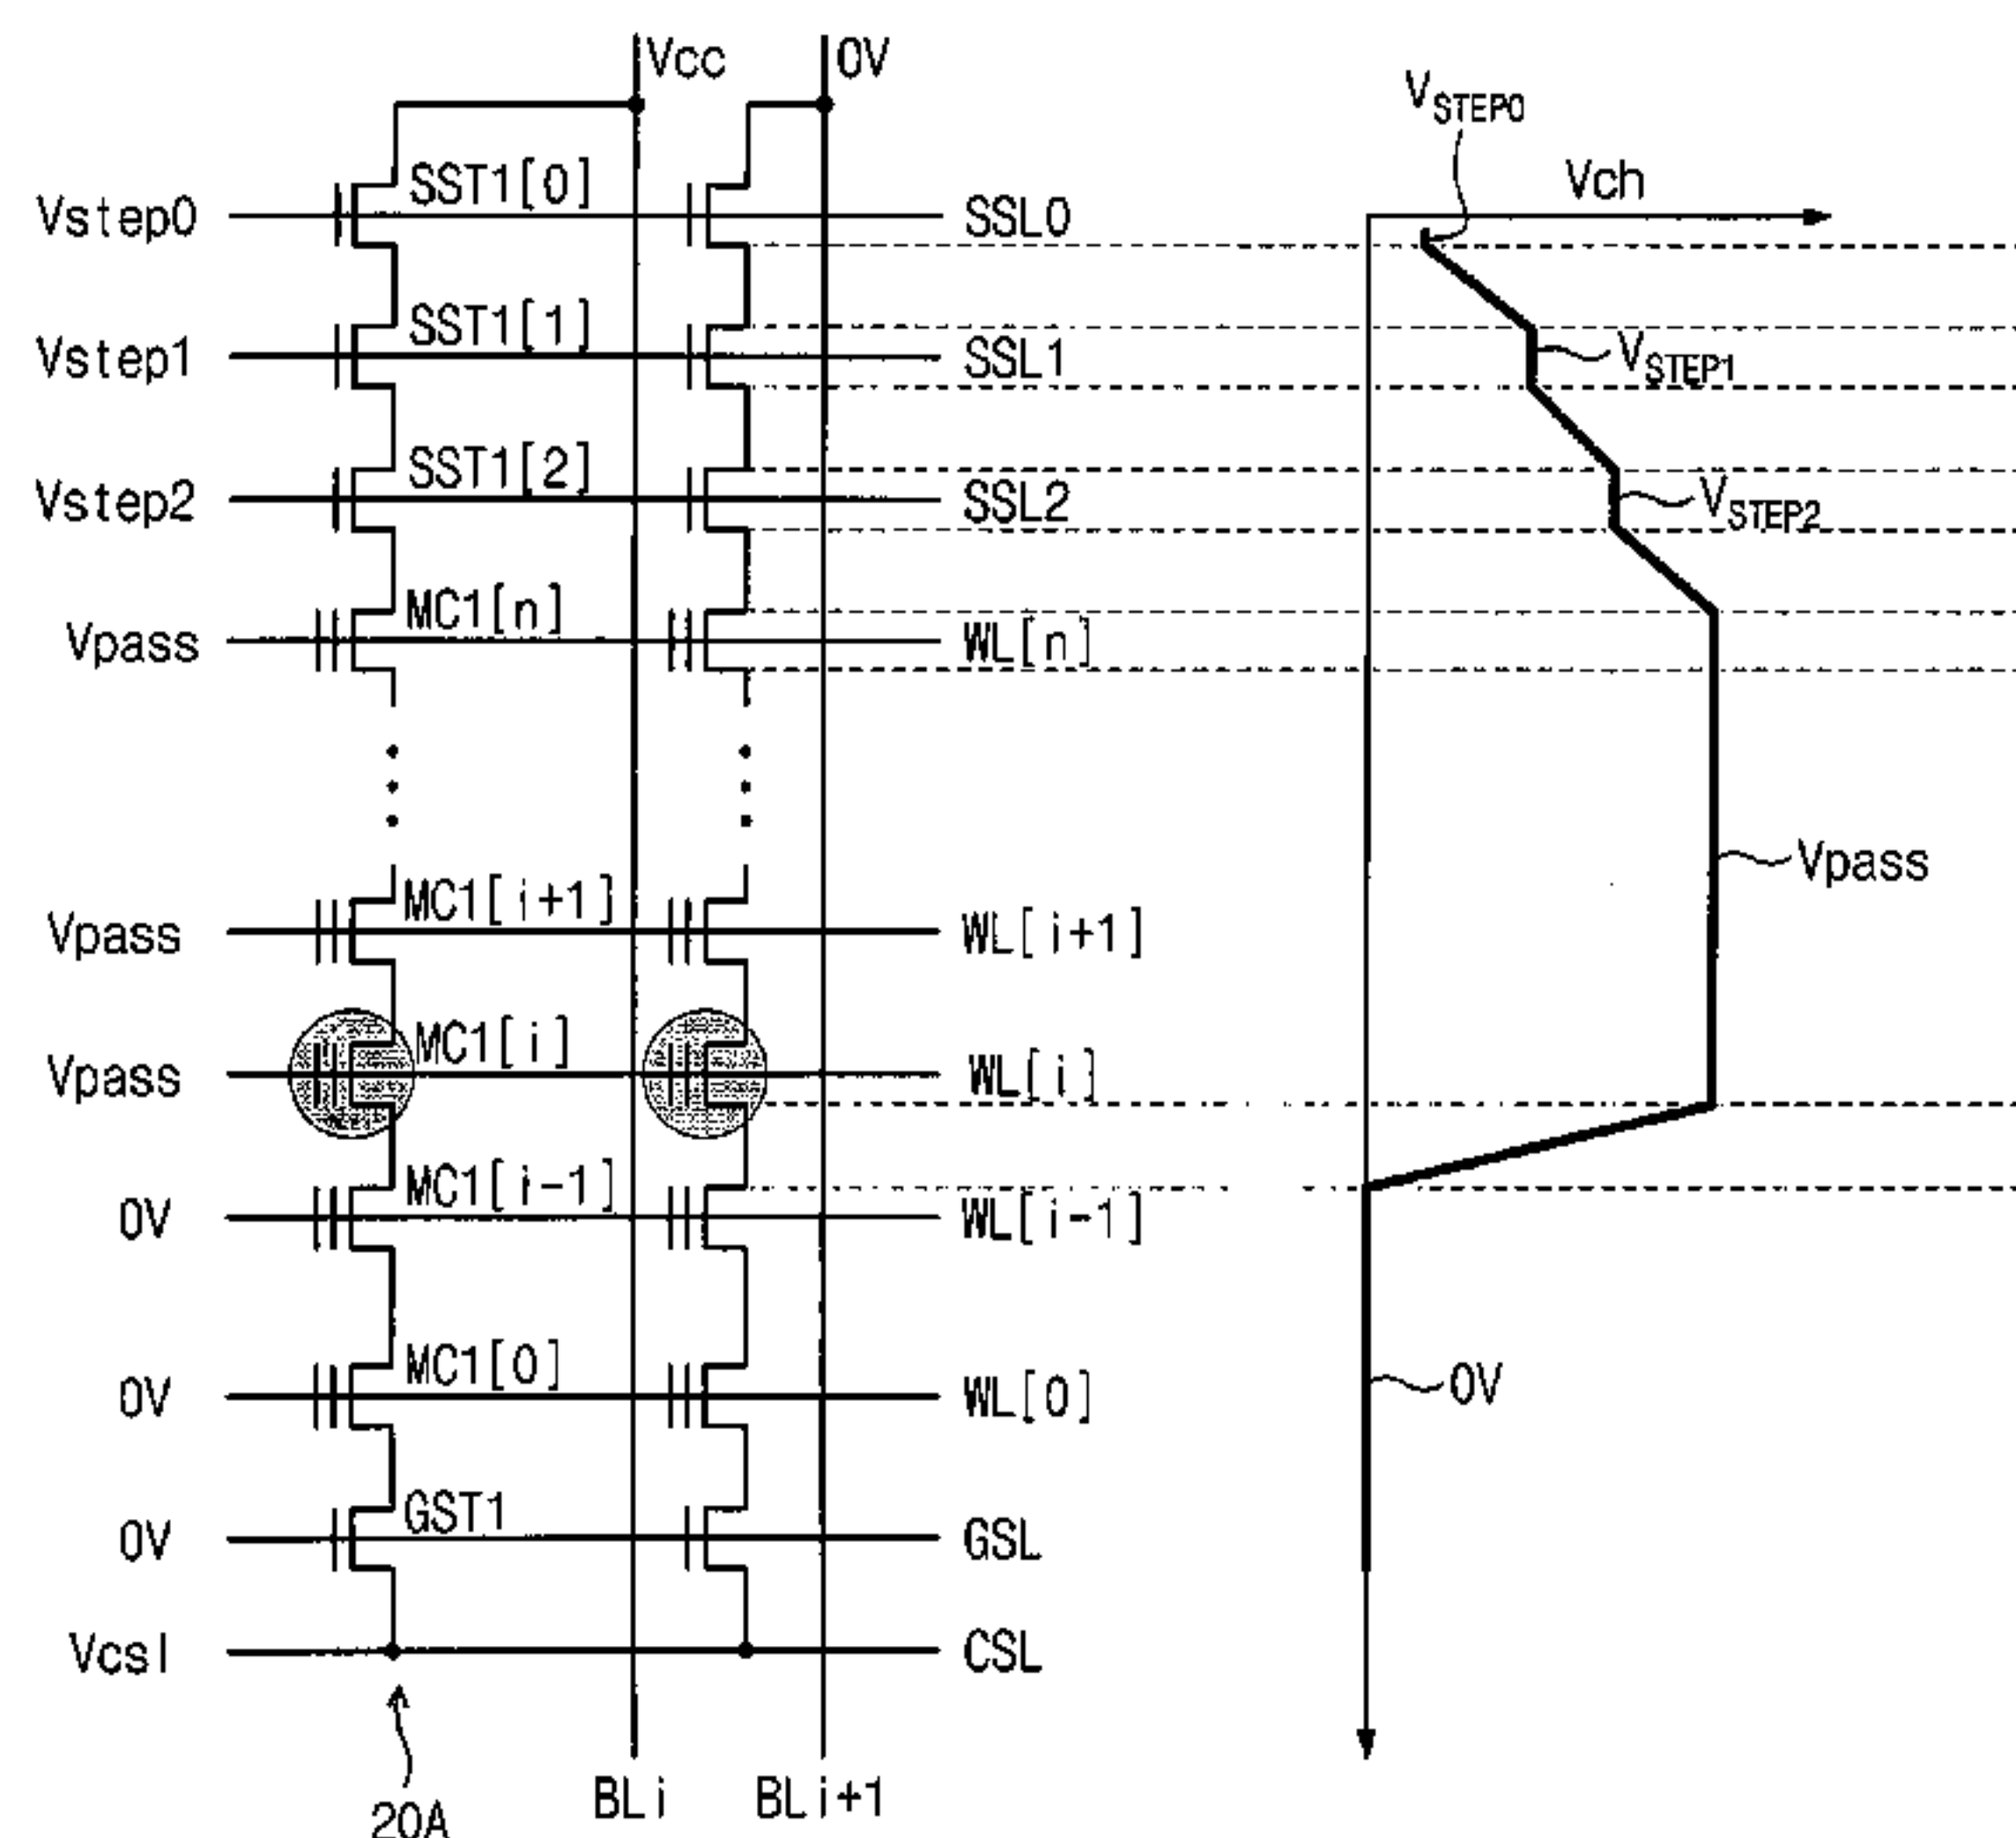 Vcc 0V
V_STEP0
Vch
Vstep0 SST1[0] SSL0
Vstep1 SST1[1] SSL1 V_STEP1
Vstep2 SST1[2] SSL2 V_STEP2
Vpass MC1[n] WL[n]
Vpass MC1[i+1] WL[i+1] Vpass
Vpass MC1[i] WL[i]
0V MC1[i-1] WL[i-1]
0V MC1[0] WL[0] 0V
0V GST1 GSL
Vcsl CSL
20A BLi BLi+1